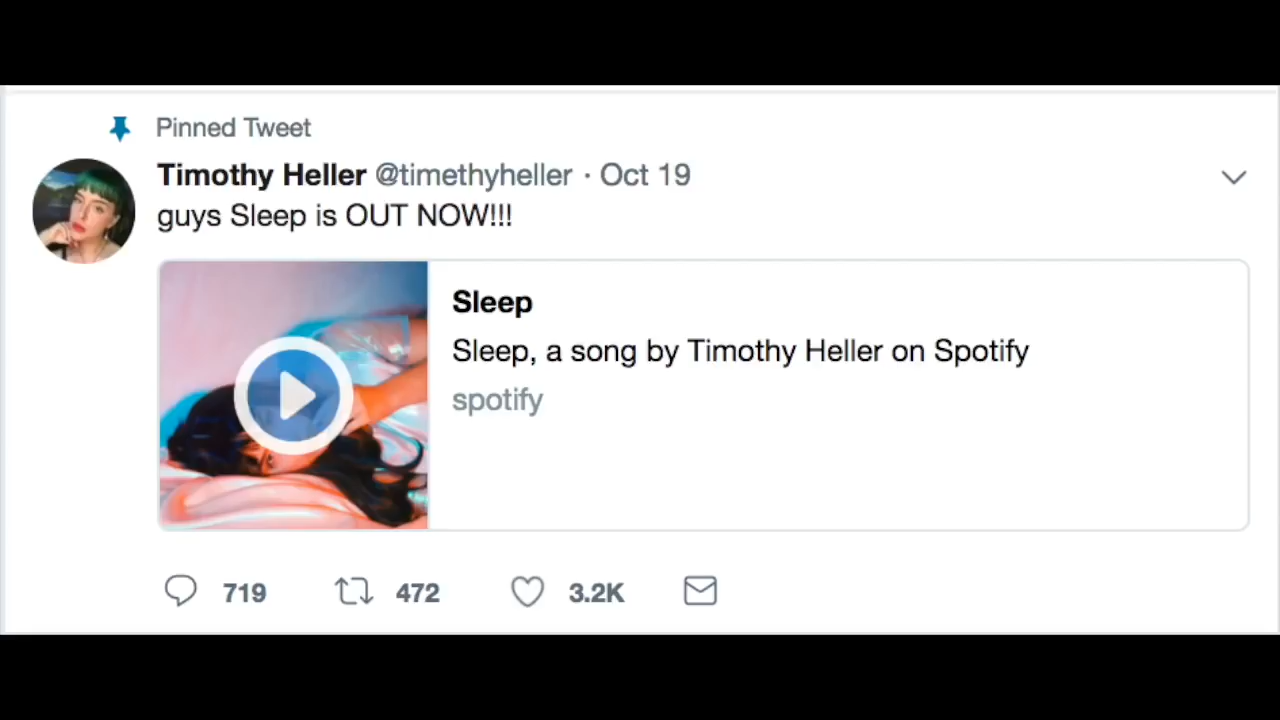 Pinned Tweet
Timothy Heller @timethyheller · Oct 19
guys Sleep is OUT NOW!!!
Sleep
Sleep, a song by Timothy Heller on Spotify
spotify
719 472 3.2K